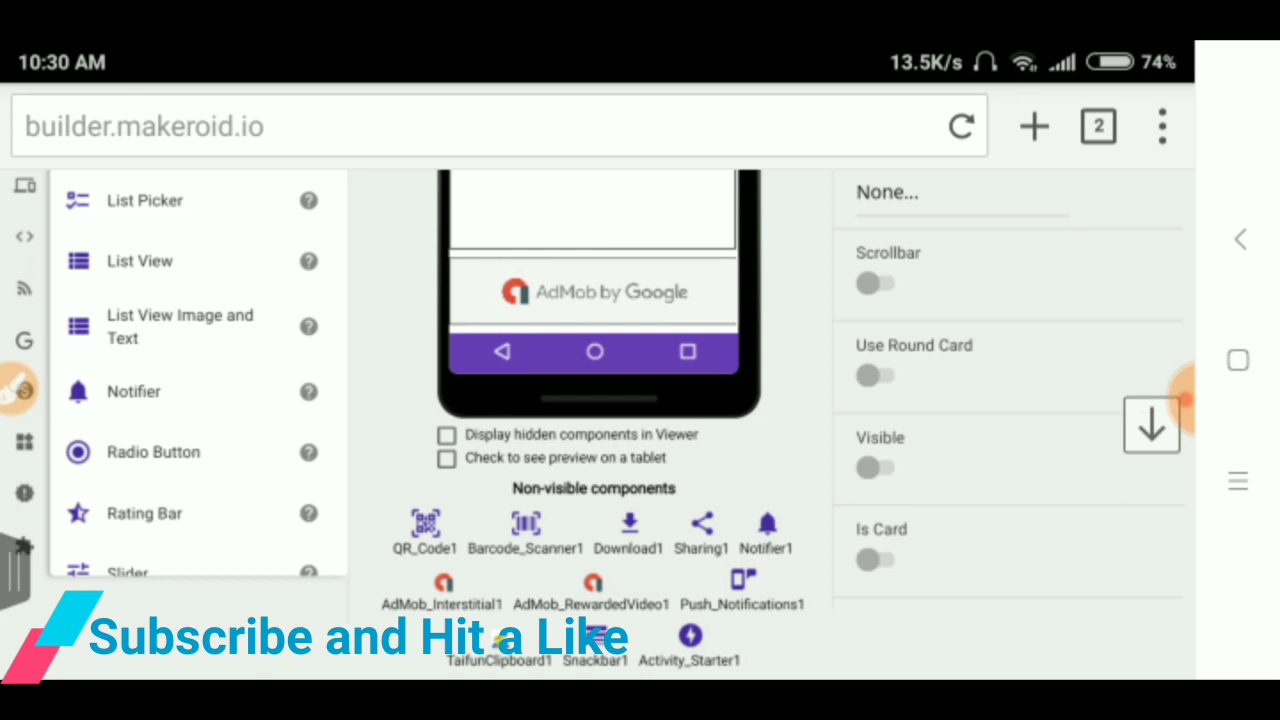 10:30 AM
13.5K/s
74%
builder.makeroid.io
2
List Picker
List View
List View Image and
Text
Notifier
Radio Button
Rating Bar
Slider
AdMob by Google
Display hidden components in Viewer
Check to see preview on a tablet
Non-visible components
QR_Code1 Barcode_Scanner1 Download1 Sharing1 Notifier1
AdMob_Interstitial1 AdMob_RewardedVideo1 Push_Notifications1
TaifunClipboard1 Snackbar1 Activity_Starter1
None...
Scrollbar
Use Round Card
Visible
Is Card
Subscribe and Hit a Like